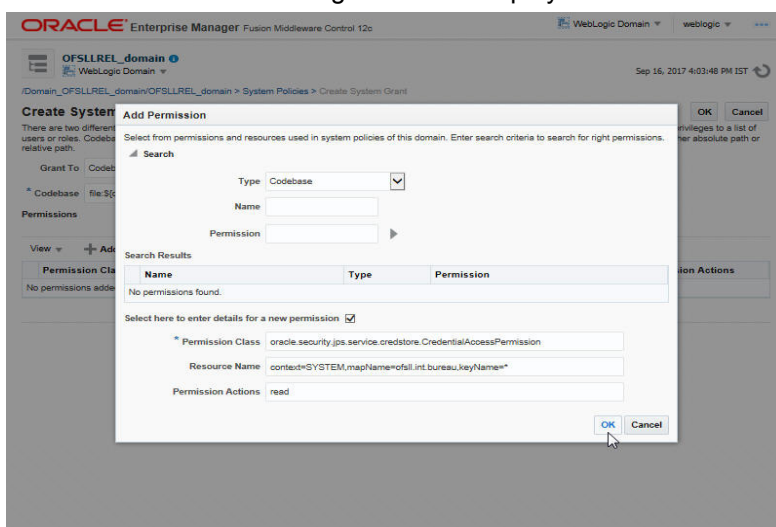 ORACLE Enterprise Manager Fusion Middleware Control 12c
WebLogic Domain
weblogic
OFSLLREL_domain
WebLogic Domain
Sep 16, 2017 4:03:48 PM IST
/Domain_OFSLLREL_domain/OFSLLREL_domain > System Policies > Create System Grant
Create System
OK Cancel
There are two different
privileges to a list of
users or roles. Codeba
her absolute path or
relative path.
Grant To Codeb
* Codebase file:$(
Permissions
View Add
Permission Cla
ion Actions
No permissions adde
Add Permission
Select from permissions and resources used in system policies of this domain. Enter search criteria to search for right permissions.
Search
Type Codebase
Name
Permission
Search Results
Name Type Permission
No permissions found.
Select here to enter details for a new permission
* Permission Class oracle.security.jps.service.credstore.CredentialAccessPermission
Resource Name context=SYSTEM,mapName=ofsll.int.bureau,keyName=*
Permission Actions read
OK Cancel